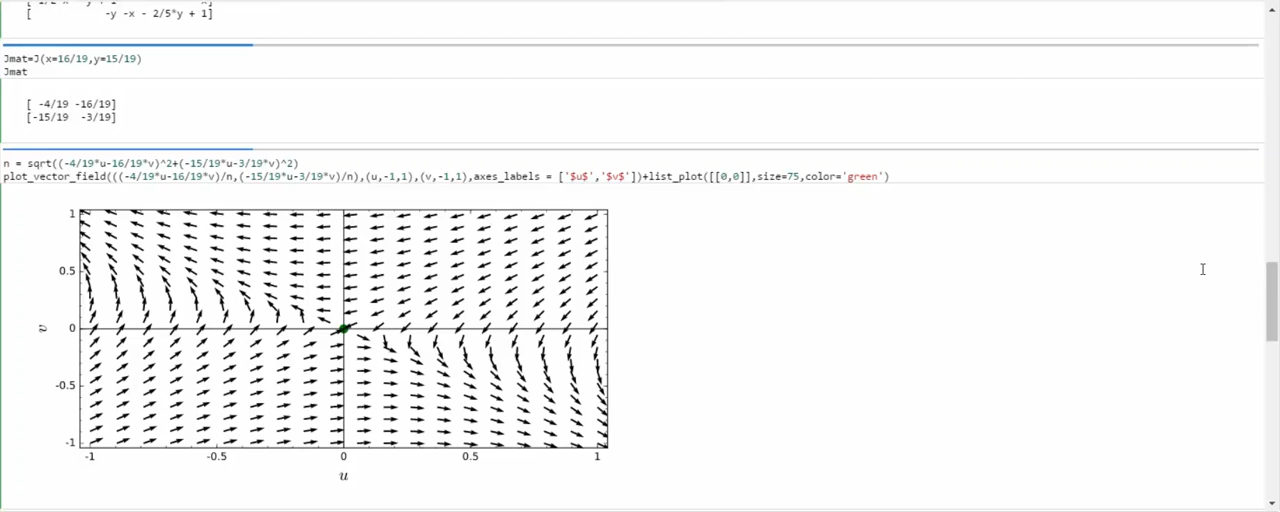 [ -y -x - 2/5*y + 1]
Jmat=J(x=16/19,y=15/19)
Jmat
[ -4/19 -16/19]
[-15/19 -3/19]
n = sqrt((-4/19*u-16/19*v)^2+(-15/19*u-3/19*v)^2)
plot_vector_field(((-4/19*u-16/19*v)/n,(-15/19*u-3/19*v)/n),(u,-1,1),(v,-1,1),axes_labels = ['$u$','$v$'])+list_plot([[0,0]],size=75,color='green')
1
0.5
v
0
-0.5
-1
-1 -0.5 0 0.5 1
u